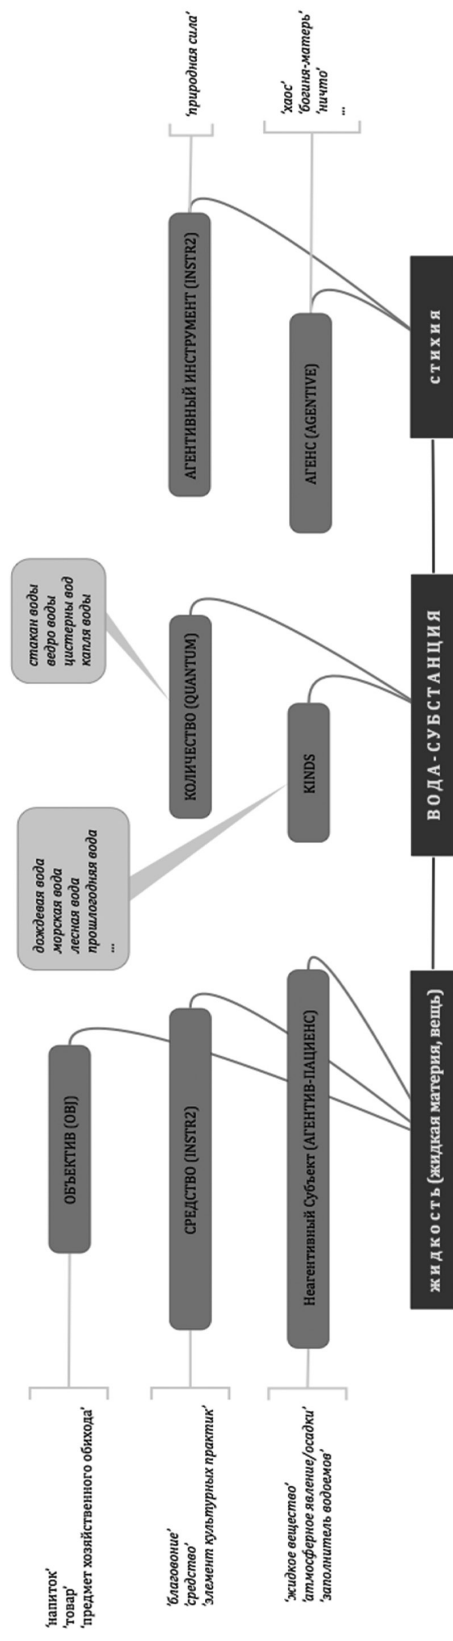 'напиток'
'товар'
'предмет хозяйственного обихода'
ОБЪЕКТИВ (OBJ)
дождевая вода
морская вода
лесная вода
прошлогодняя вода
...
стакан воды
ведро воды
цистерны вод
капля воды
'благовоние'
'средство'
'элемент культурных практик'
СРЕДСТВО (INSTR2)
КОЛИЧЕСТВО (QUANTUM)
АГЕНТИВНЫЙ ИНСТРУМЕНТ (INSTR2)
'природная сила'
'жидкое вещество'
'атмосферное явление/осадки'
'заполнитель водоемов'
Неагентивный Субъект (АГЕНТИВ-ПАЦИЕНС)
KINDS
АГЕНС (AGENTIVE)
'хаос'
'богиня-матерь'
'ничто'
...
жидкость (жидкая материя, вещь)
ВОДА-СУБСТАНЦИЯ
стихия